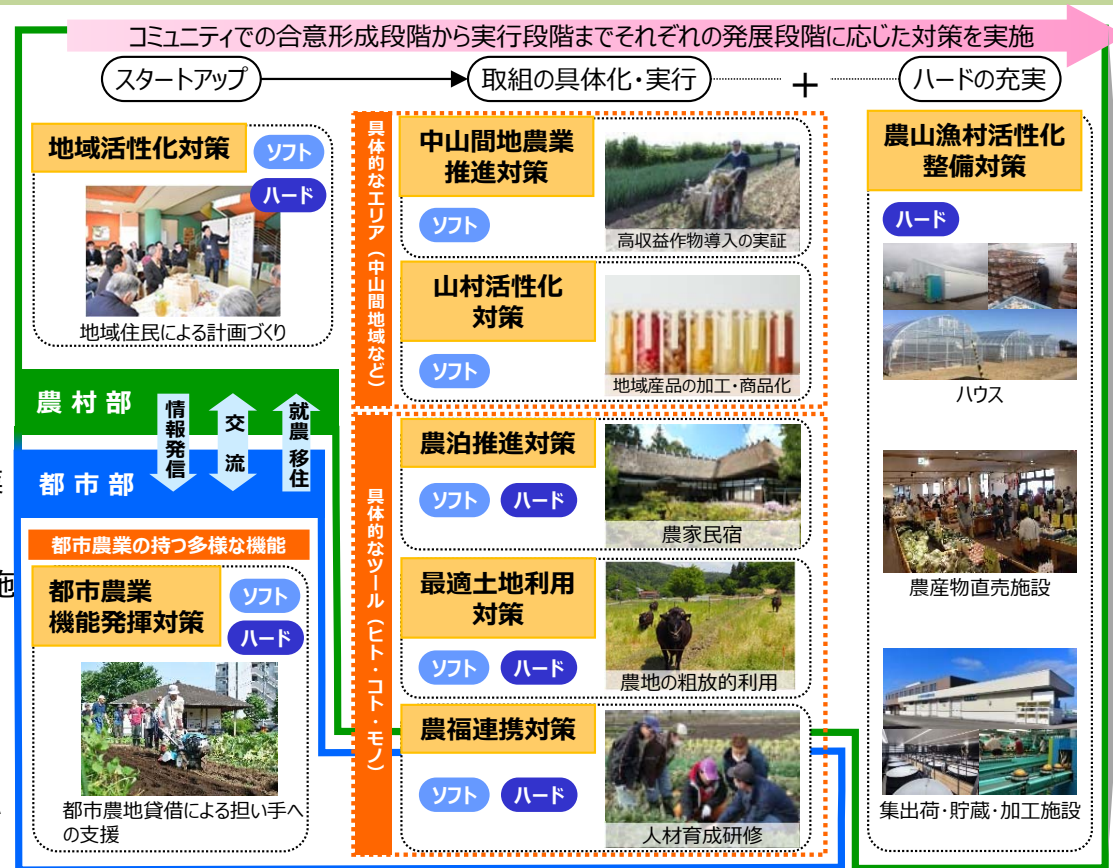 コミュニティでの合意形成段階から実行段階までそれぞれの発展段階に応じた対策を実施
スタートアップ
取組の具体化・実行
+
ハードの充実
地域活性化対策
ソフト
ハード
地域住民による計画づくり
農村部
情報発信
交流
就農移住
都市部
都市農業の持つ多様な機能
都市農業
機能発揮対策
ソフト
ハード
都市農地貸借による担い手へ
の支援
具体的なエリア(中山間地域など)
中山間地農業
推進対策
ソフト
高収益作物導入の実証
山村活性化
対策
ソフト
地域産品の加工・商品化
具体的なツール(ヒト・コト・モノ)
農泊推進対策
ソフト
ハード
農家民宿
最適土地利用
対策
ソフト
ハード
農地の粗放的利用
農福連携対策
ソフト
ハード
人材育成研修
農山漁村活性化
整備対策
ハード
ハウス
農産物直売施設
集出荷・貯蔵・加工施設